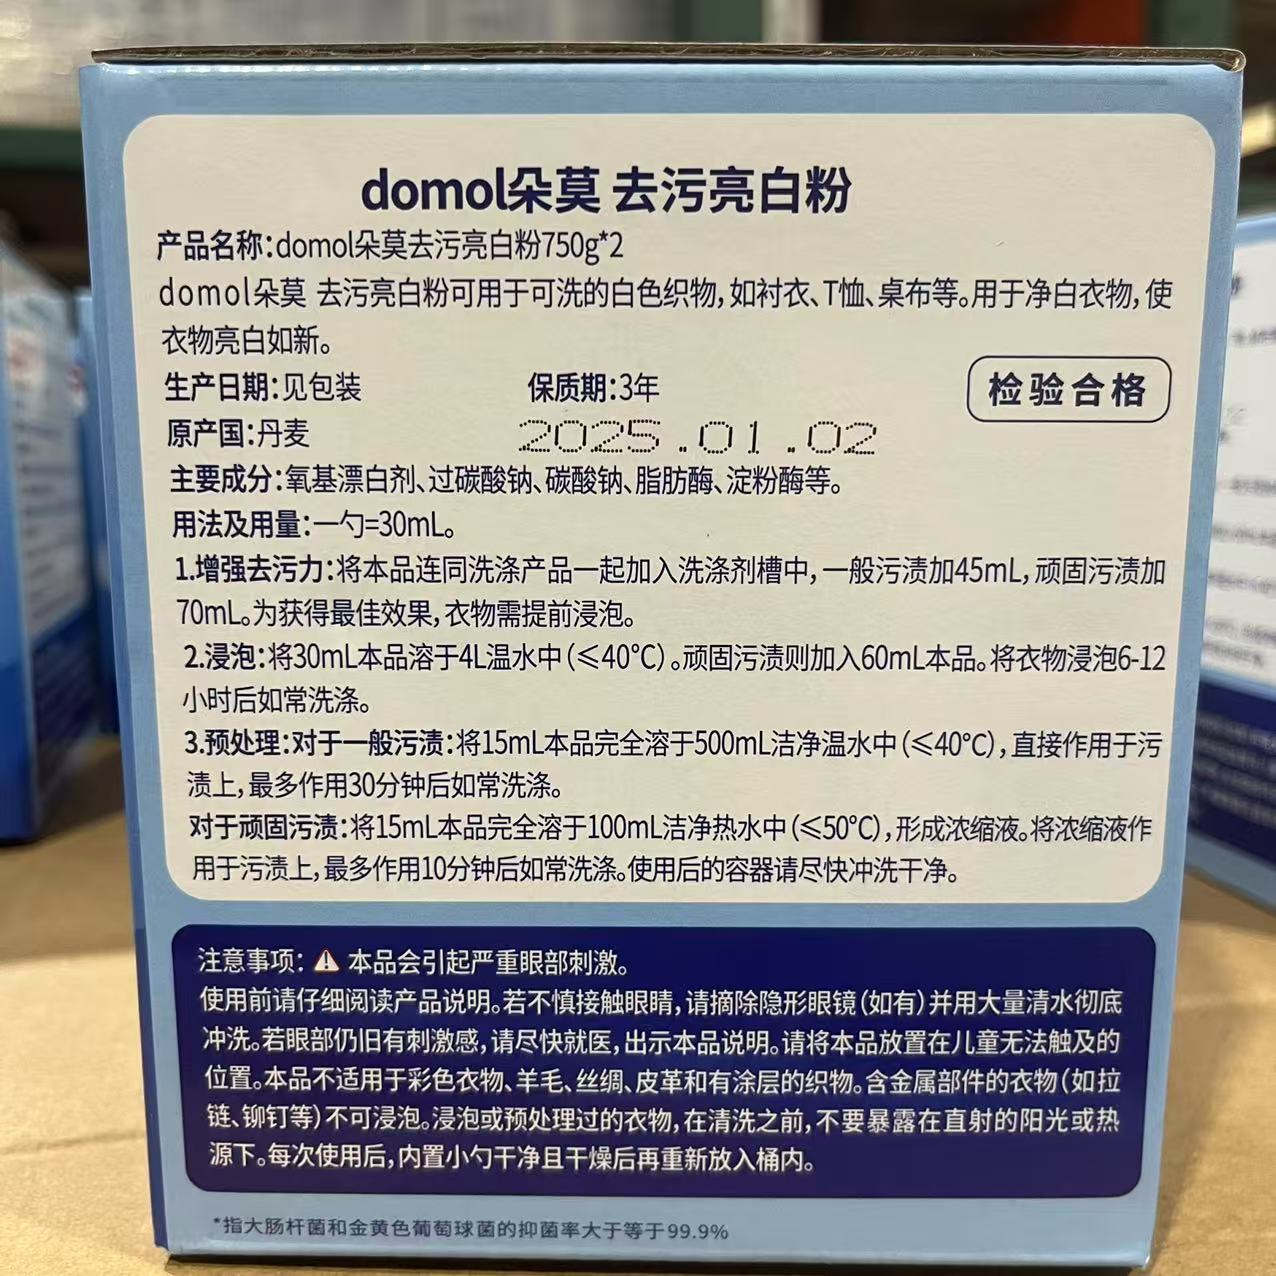 domol朵莫 去污亮白粉
产品名称:domol朵莫去污亮白粉750g*2
domol朵莫 去污亮白粉可用于可洗的白色织物,如衬衣、T恤、桌布等。用于净白衣物,使
衣物亮白如新。
生产日期:见包装 保质期:3年
检验合格
原产国:丹麦 2025.01.02
主要成分:氧基漂白剂、过碳酸钠、碳酸钠、脂肪酶、淀粉酶等。
用法及用量:一勺=30mL。
1.增强去污力:将本品连同洗涤产品一起加入洗涤剂槽中,一般污渍加45mL,顽固污渍加
70mL。为获得最佳效果,衣物需提前浸泡。
2.浸泡:将30mL本品溶于4L温水中(≤40℃)。顽固污渍则加入60mL本品。将衣物浸泡6-12
小时后如常洗涤。
3.预处理:对于一般污渍:将15mL本品完全溶于500mL洁净温水中(≤40℃),直接作用于污
渍上,最多作用30分钟后如常洗涤。
对于顽固污渍:将15mL本品完全溶于100mL洁净热水中(≤50℃),形成浓缩液。将浓缩液作
用于污渍上,最多作用10分钟后如常洗涤。使用后的容器请尽快冲洗干净。
注意事项: 本品会引起严重眼部刺激。
使用前请仔细阅读产品说明。若不慎接触眼睛,请摘除隐形眼镜(如有)并用大量清水彻底
冲洗。若眼部仍旧有刺激感,请尽快就医,出示本品说明。请将本品放置在儿童无法触及的
位置。本品不适用于彩色衣物、羊毛、丝绸、皮革和有涂层的织物。含金属部件的衣物(如拉
链、铆钉等)不可浸泡。浸泡或预处理过的衣物,在清洗之前,不要暴露在直射的阳光或热
源下。每次使用后,内置小勺干净且干燥后再重新放入桶内。
*指大肠杆菌和金黄色葡萄球菌的抑菌率大于等于99.9%